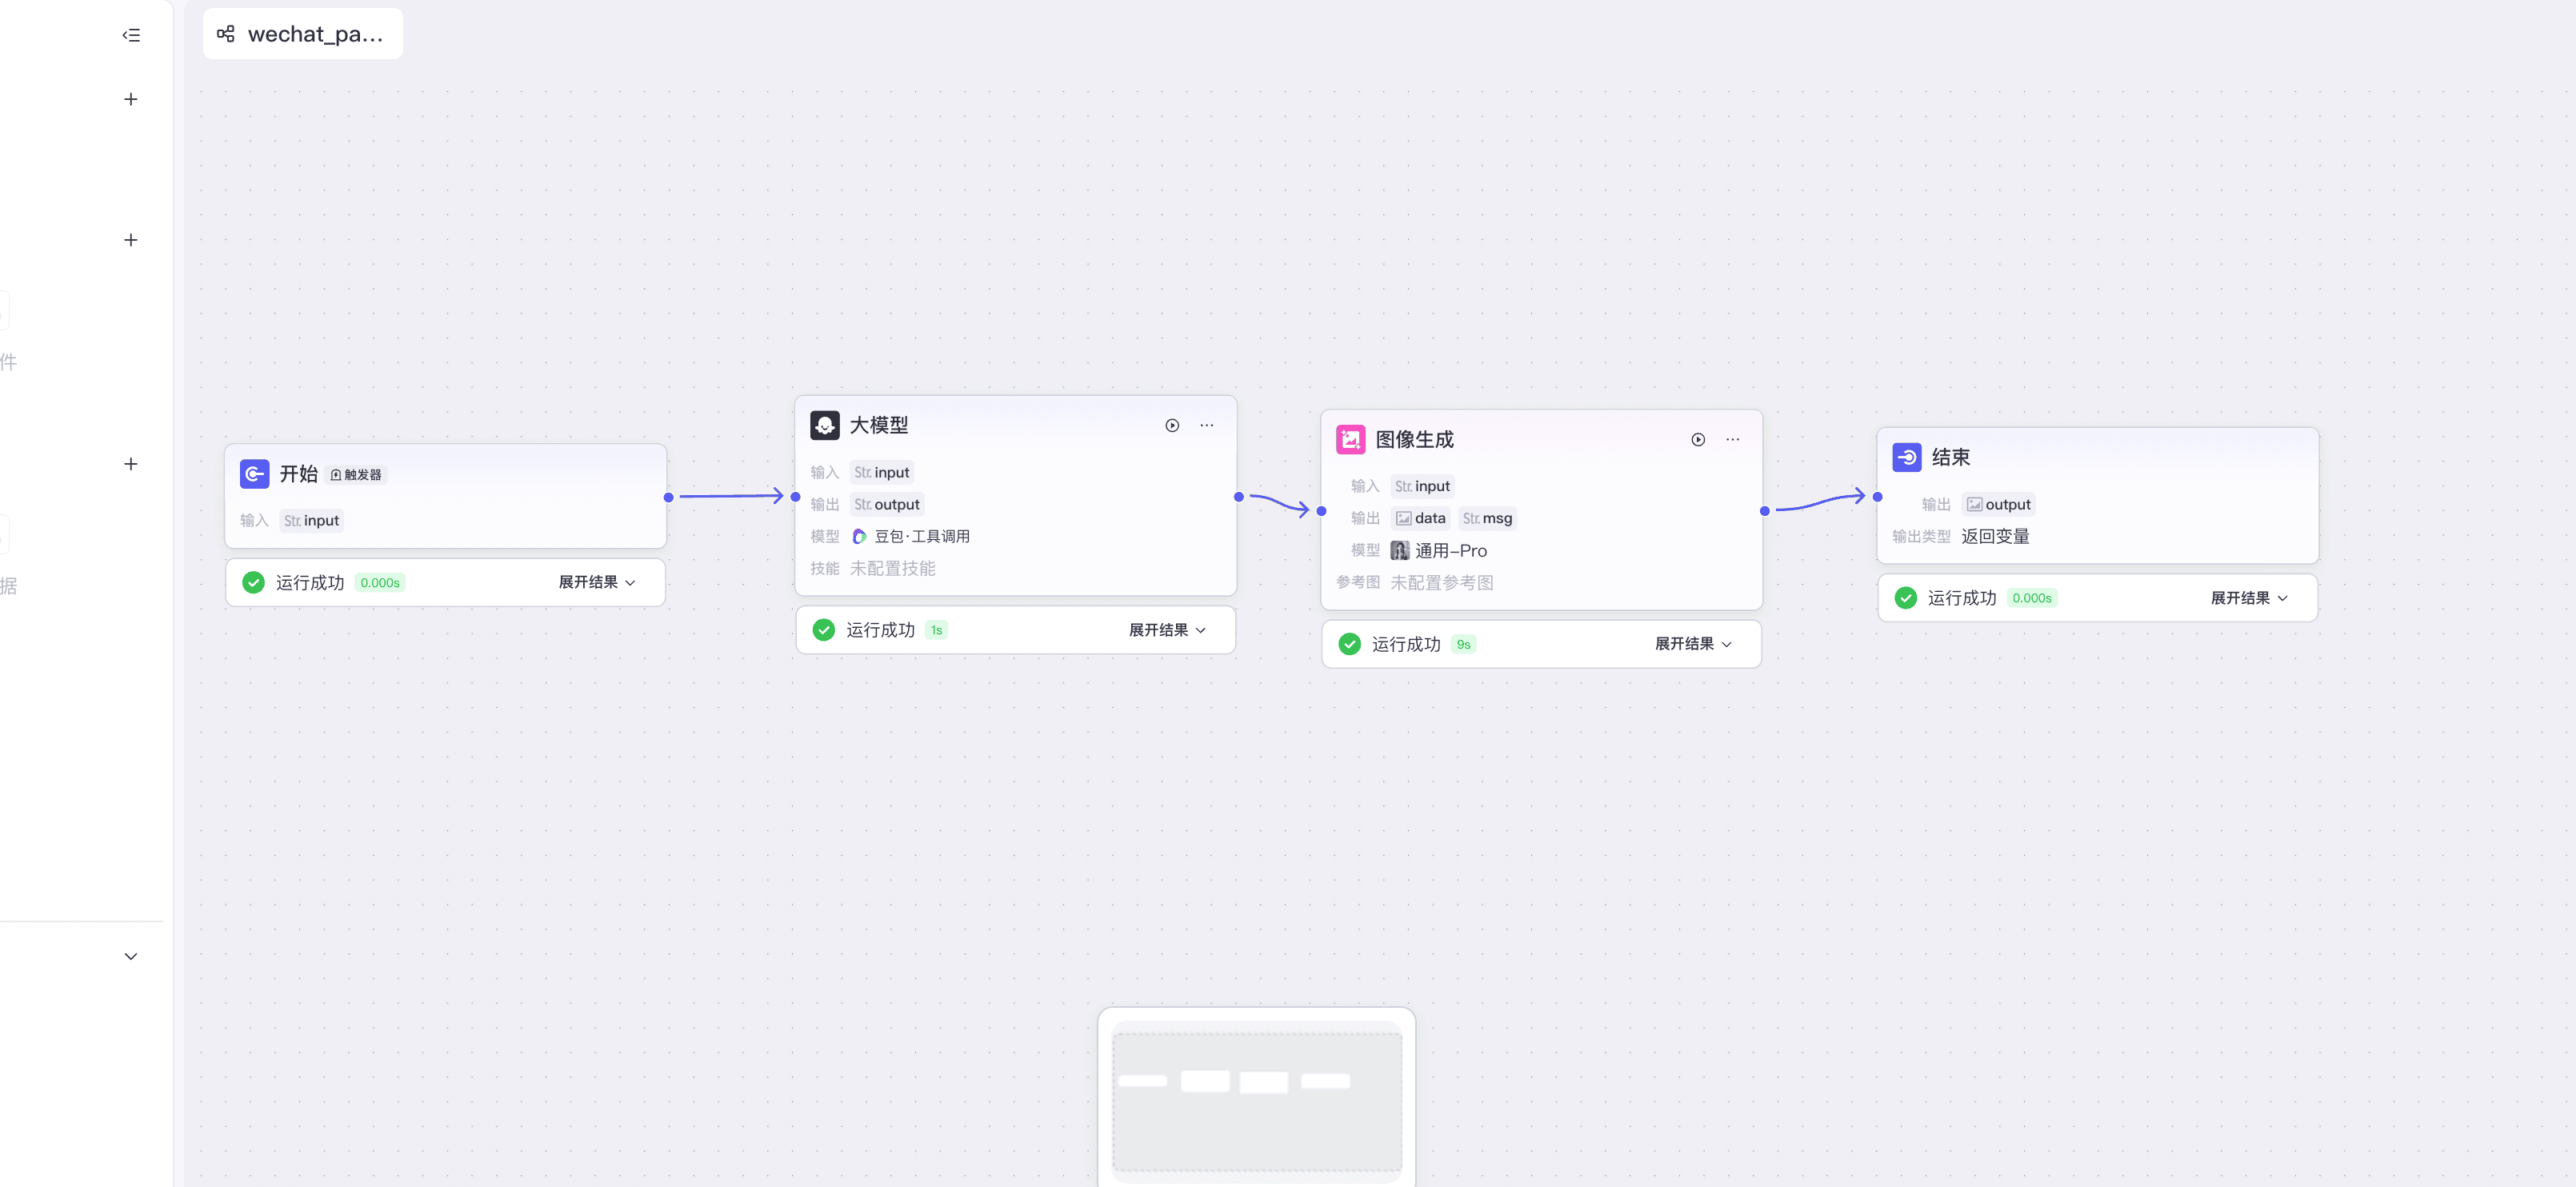 wechat_pa...
件
据
开始 触发器
输入 Str. input
运行成功 0.000s 展开结果
大模型
输入 Str. input
输出 Str. output
模型 豆包·工具调用
技能 未配置技能
运行成功 1s 展开结果
图像生成
输入 Str. input
输出 data Str. msg
模型 通用-Pro
参考图 未配置参考图
运行成功 9s 展开结果
结束
输出 output
输出类型 返回变量
运行成功 0.000s 展开结果